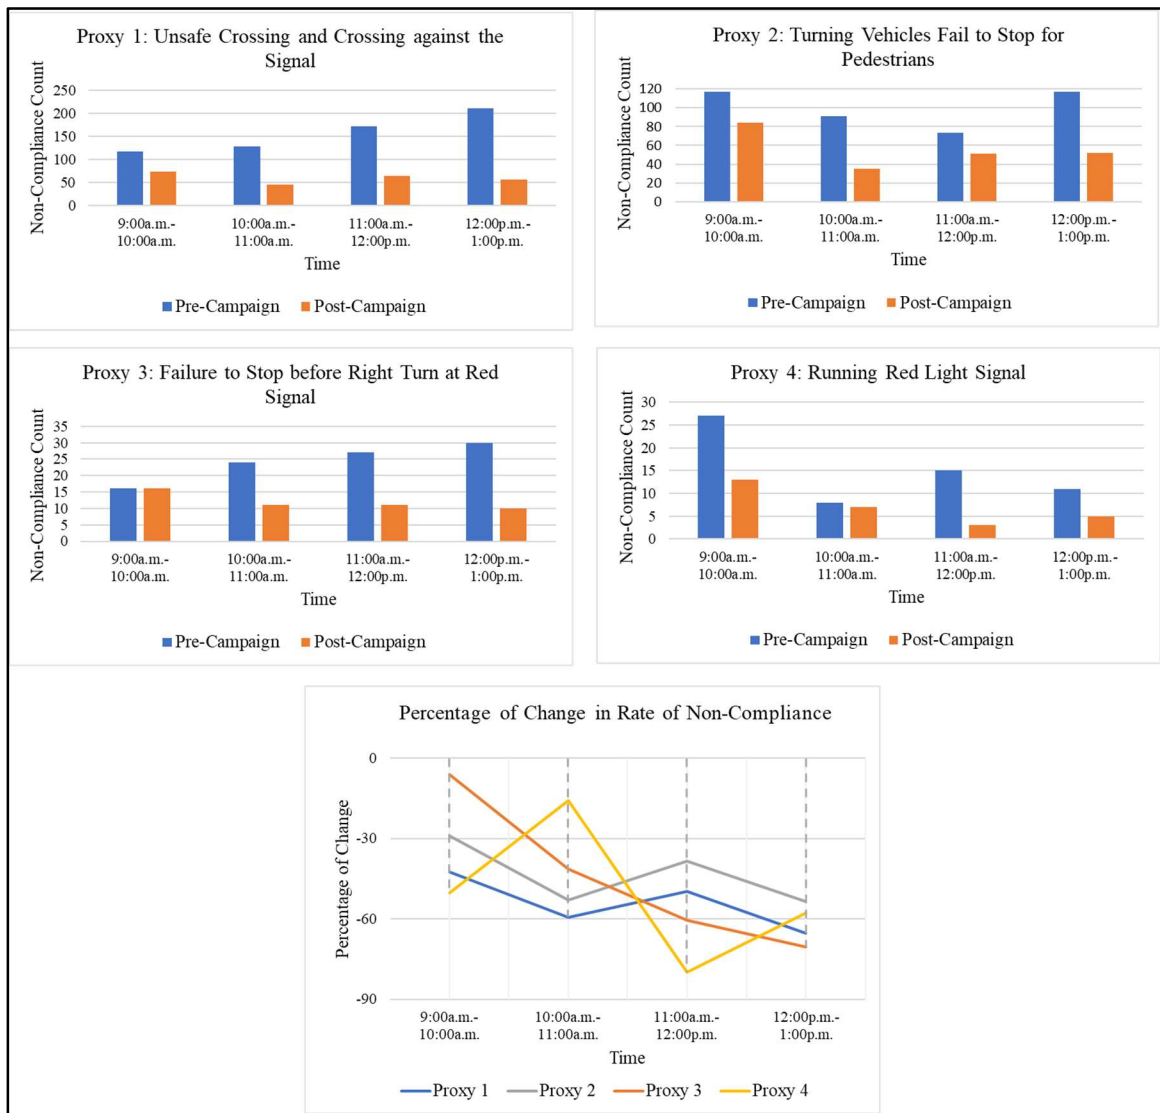 Proxy 1: Unsafe Crossing and Crossing against the
Signal
Non-Compliance Count
250
200
150
100
50
0
9:00a.m.- 10:00a.m.- 11:00a.m.- 12:00p.m.-
10:00a.m. 11:00a.m. 12:00p.m. 1:00p.m.
Time
Pre-Campaign Post-Campaign
Proxy 2: Turning Vehicles Fail to Stop for
Pedestrians
Non-Compliance Count
120
100
80
60
40
20
0
9:00a.m.- 10:00a.m.- 11:00a.m.- 12:00p.m.-
10:00a.m. 11:00a.m. 12:00p.m. 1:00p.m.
Time
Pre-Campaign Post-Campaign
Proxy 3: Failure to Stop before Right Turn at Red
Signal
Non-Compliance Count
35
30
25
20
15
10
5
0
9:00a.m.- 10:00a.m.- 11:00a.m.- 12:00p.m.-
10:00a.m. 11:00a.m. 12:00p.m. 1:00p.m.
Time
Pre-Campaign Post-Campaign
Proxy 4: Running Red Light Signal
Non-Compliance Count
30
25
20
15
10
5
0
9:00a.m.- 10:00a.m.- 11:00a.m.- 12:00p.m.-
10:00a.m. 11:00a.m. 12:00p.m. 1:00p.m.
Time
Pre-Campaign Post-Campaign
Percentage of Change in Rate of Non-Compliance
Percentage of Change
0
-30
-60
-90
9:00a.m.- 10:00a.m.- 11:00a.m.- 12:00p.m.-
10:00a.m. 11:00a.m. 12:00p.m. 1:00p.m.
Time
Proxy 1 Proxy 2 Proxy 3 Proxy 4